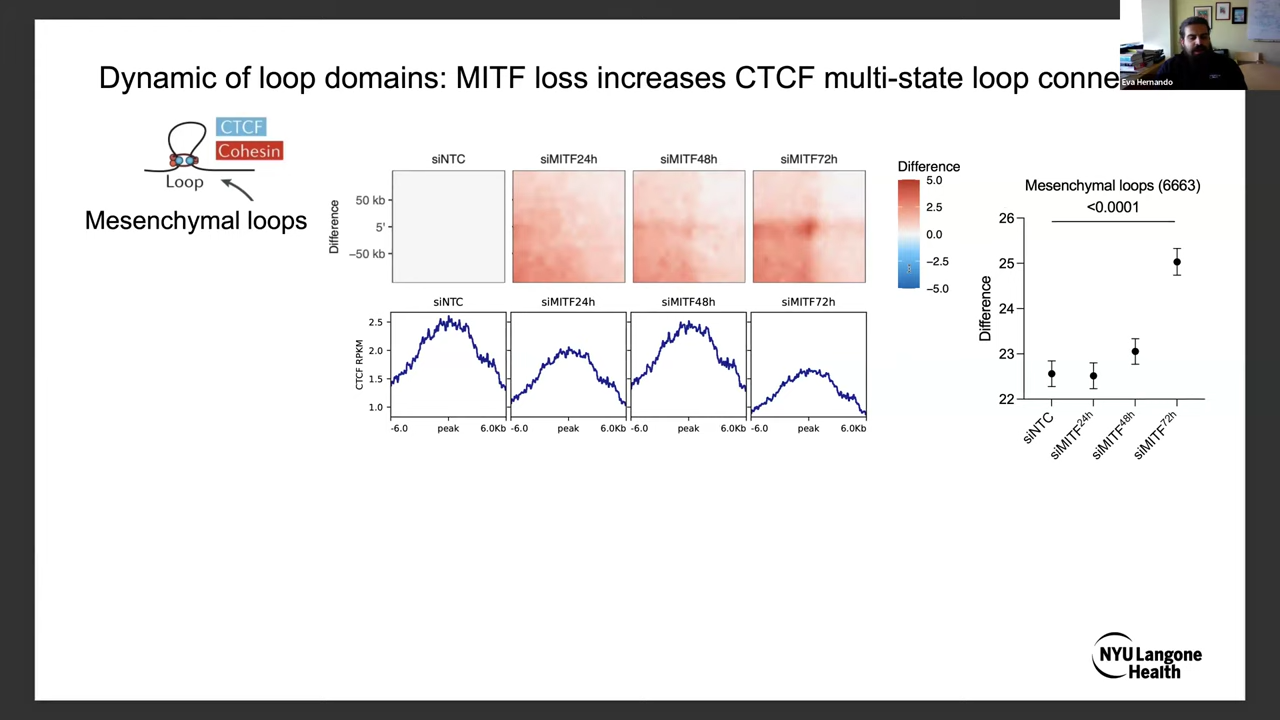 Dynamic of loop domains: MITF loss increases CTCF multi-state loop conne
Eva Hernando
CTCF
Cohesin
Loop
Mesenchymal loops
siNTC siMITF24h siMITF48h siMITF72h
Difference
50 kb
5'
−50 kb
Difference
5.0
2.5
0.0
−2.5
−5.0
siNTC siMITF24h siMITF48h siMITF72h
CTCF RPKM
2.5
2.0
1.5
1.0
-6.0 peak 6.0Kb -6.0 peak 6.0Kb -6.0 peak 6.0Kb -6.0 peak 6.0Kb
Mesenchymal loops (6663)
<0.0001
Difference
26
25
24
23
22
siNTC siMITF24h siMITF48h siMITF72h
NYU Langone
Health